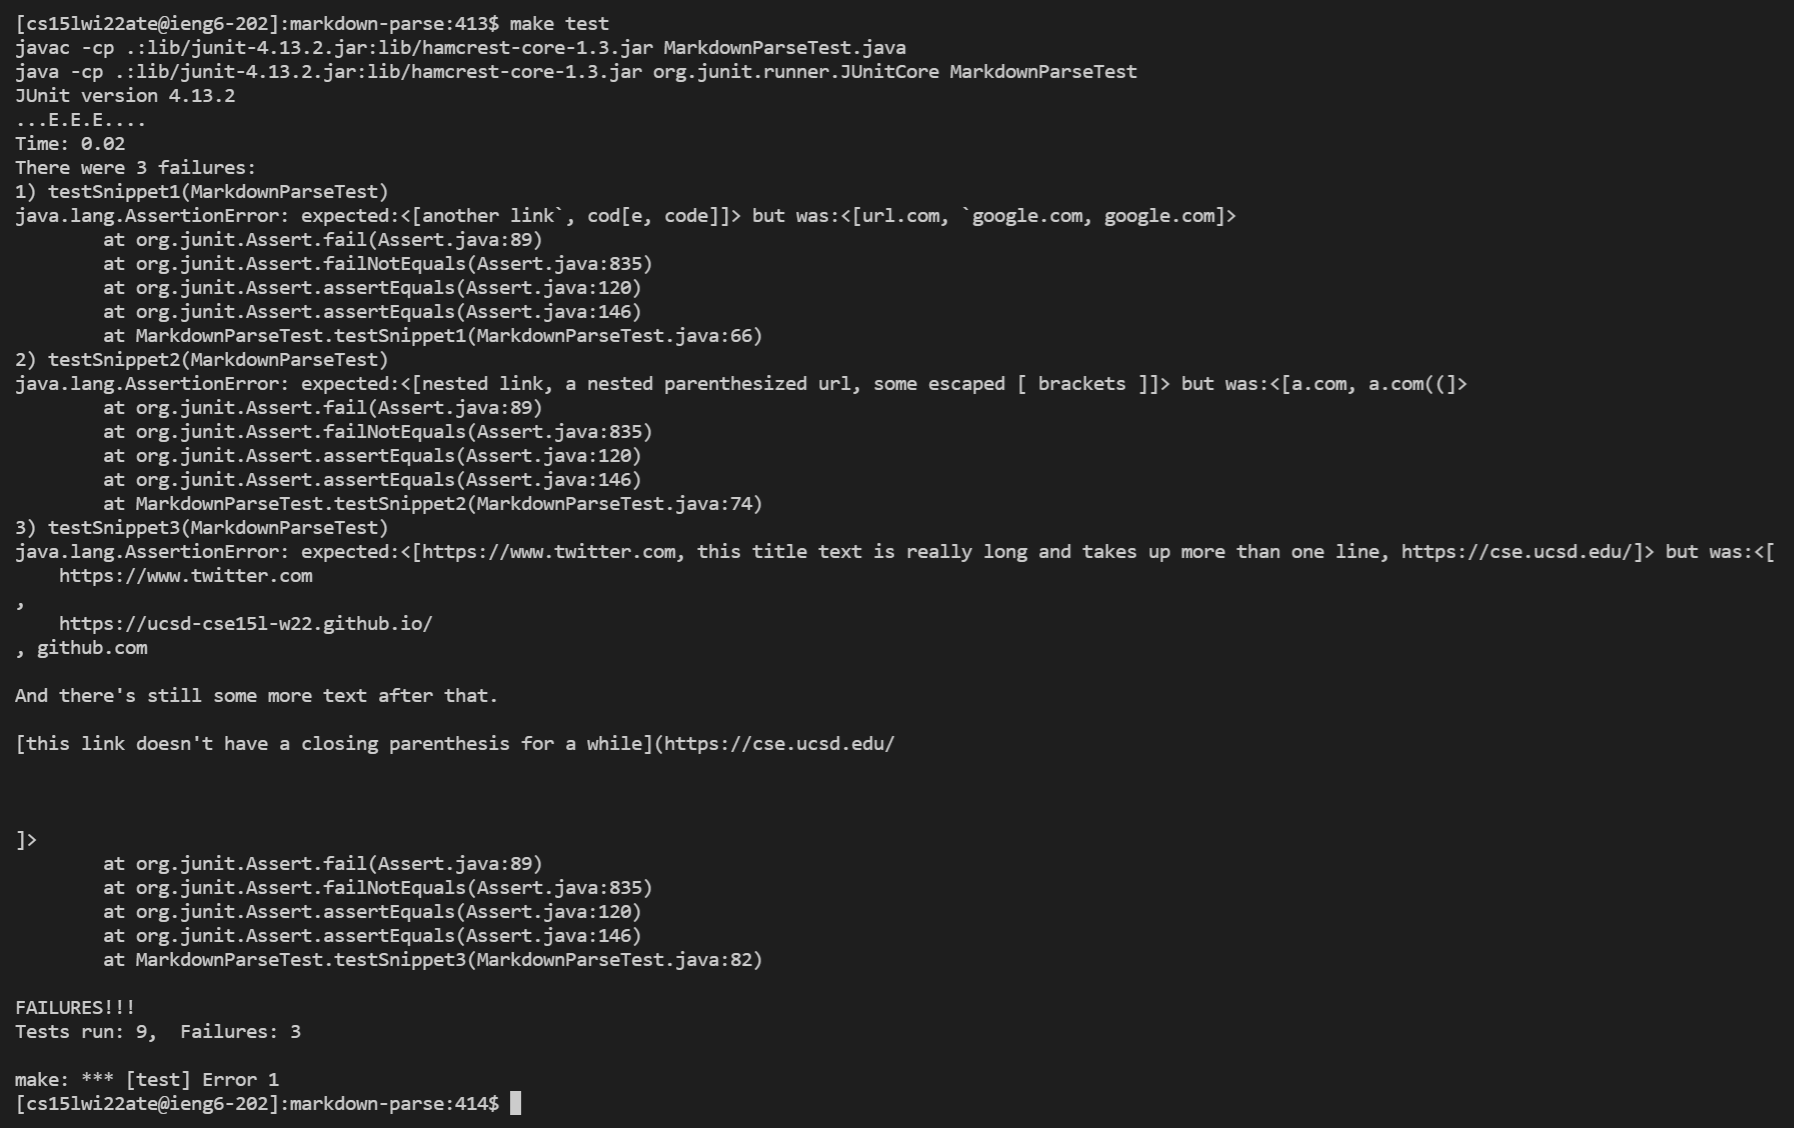 [cs15lwi22ate@ieng6-202]:markdown-parse:413$ make test
javac -cp .:lib/junit-4.13.2.jar:lib/hamcrest-core-1.3.jar MarkdownParseTest.java
java -cp .:lib/junit-4.13.2.jar:lib/hamcrest-core-1.3.jar org.junit.runner.JUnitCore MarkdownParseTest
JUnit version 4.13.2
...E.E.E....
Time: 0.02
There were 3 failures:
1) testSnippet1(MarkdownParseTest)
java.lang.AssertionError: expected:<[another link`, cod[e, code]]> but was:<[url.com, `google.com, google.com]>
        at org.junit.Assert.fail(Assert.java:89)
        at org.junit.Assert.failNotEquals(Assert.java:835)
        at org.junit.Assert.assertEquals(Assert.java:120)
        at org.junit.Assert.assertEquals(Assert.java:146)
        at MarkdownParseTest.testSnippet1(MarkdownParseTest.java:66)
2) testSnippet2(MarkdownParseTest)
java.lang.AssertionError: expected:<[nested link, a nested parenthesized url, some escaped [ brackets ]]> but was:<[a.com, a.com((]>
        at org.junit.Assert.fail(Assert.java:89)
        at org.junit.Assert.failNotEquals(Assert.java:835)
        at org.junit.Assert.assertEquals(Assert.java:120)
        at org.junit.Assert.assertEquals(Assert.java:146)
        at MarkdownParseTest.testSnippet2(MarkdownParseTest.java:74)
3) testSnippet3(MarkdownParseTest)
java.lang.AssertionError: expected:<[https://www.twitter.com, this title text is really long and takes up more than one line, https://cse.ucsd.edu/]> but was:<[
    https://www.twitter.com
,
    https://ucsd-cse15l-w22.github.io/
, github.com

And there's still some more text after that.

[this link doesn't have a closing parenthesis for a while](https://cse.ucsd.edu/



]>
        at org.junit.Assert.fail(Assert.java:89)
        at org.junit.Assert.failNotEquals(Assert.java:835)
        at org.junit.Assert.assertEquals(Assert.java:120)
        at org.junit.Assert.assertEquals(Assert.java:146)
        at MarkdownParseTest.testSnippet3(MarkdownParseTest.java:82)

FAILURES!!!
Tests run: 9,  Failures: 3

make: *** [test] Error 1
[cs15lwi22ate@ieng6-202]:markdown-parse:414$